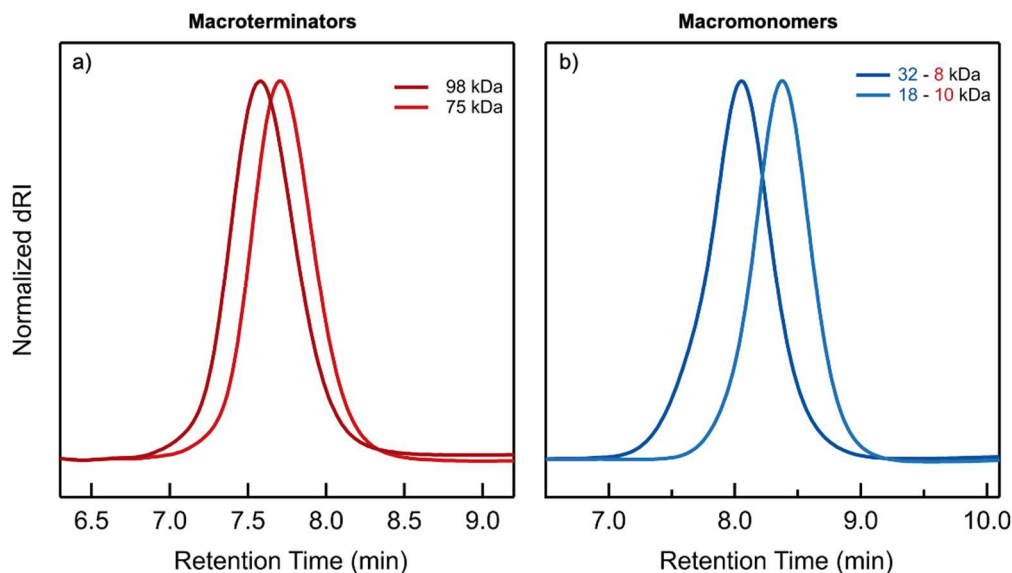 Macroterminators
Macromonomers
a)
98 kDa
75 kDa
b)
32 - 8 kDa
18 - 10 kDa
Normalized dRI
6.5 7.0 7.5 8.0 8.5 9.0
7.0 8.0 9.0 10.0
Retention Time (min)
Retention Time (min)